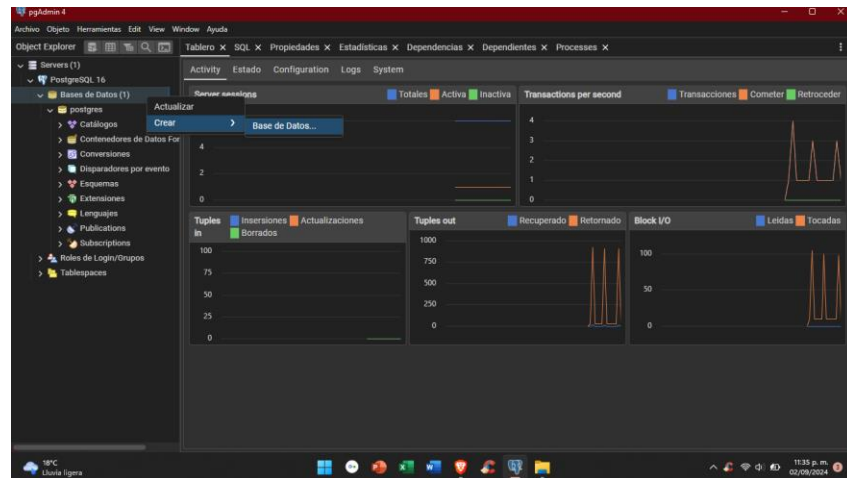 pgAdmin 4
Archivo Objeto Herramientas Edit View Window Ayuda
Object Explorer
Tablero SQL Propiedades Estadísticas Dependencias Dependientes Processes
Servers (1)
PostgreSQL 16
Bases de Datos (1)
postgres
Catálogos
Contenedores de Datos For
Conversiones
Disparadores por evento
Esquemas
Extensiones
Lenguajes
Publications
Subscriptions
Roles de Login/Grupos
Tablespaces
Actualizar
Crear
Base de Datos...
Activity Estado Configuration Logs System
Server sessions
Totales Activa Inactiva
4
2
0
Transactions per second
Transacciones Cometer Retroceder
4
3
2
1
0
Tuples in
Inserciones Actualizaciones
Borrados
100
75
50
25
0
Tuples out
Recuperado Retornado
1000
750
500
250
0
Block I/O
Leidas Tocadas
100
50
0
18°C
Lluvia ligera
11:35 p. m.
02/09/2024